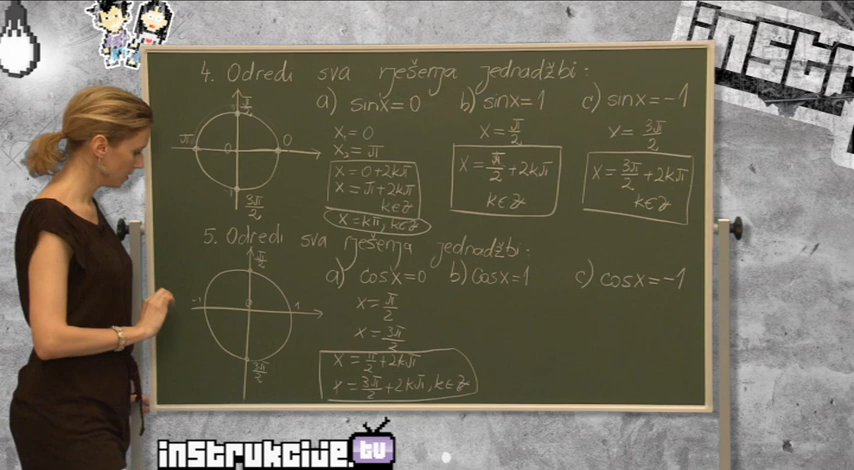 4. Odredi sva rješenja jednadžbi:
a) sinx=0 b) sinx=1 c) sinx=-1
π/2
π 0 0
3π/2
x₁=0
x₂=π
x=0+2kπ
x=π+2kπ
k∈Z
x=kπ, k∈Z
x=π/2
x=π/2+2kπ
k∈Z
x=3π/2
x=3π/2+2kπ
k∈Z
5. Odredi sva rješenja jednadžbi:
a) cosx=0 b) cosx=1 c) cosx=-1
π/2
-1 0 1
3π/2
x=π/2
x=3π/2
x=π/2+2kπ
x=3π/2+2kπ, k∈Z
instrukcije.tv